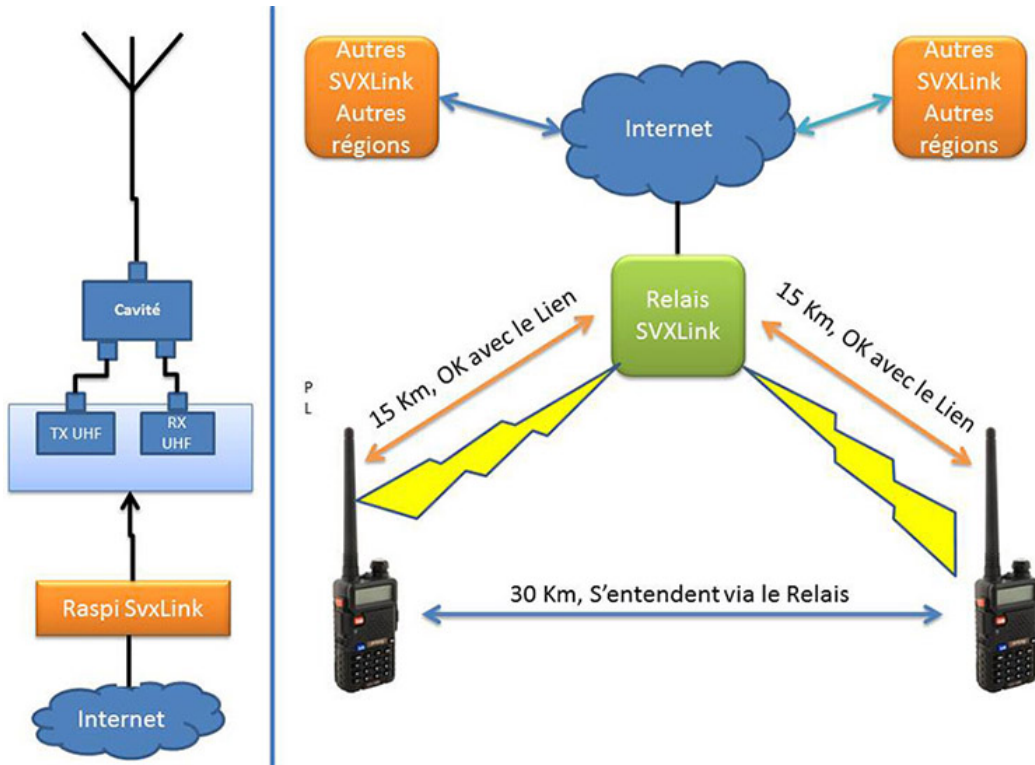 Cavité
TX UHF
RX
UHF
Raspi SvxLink
Internet
Autres
SVXLink
Autres
régions
Internet
Autres
SVXLink
Autres
régions
Relais
SVXLink
15 Km, OK avec le Lien
15 Km, OK avec le Lien
P
L
30 Km, S'entendent via le Relais